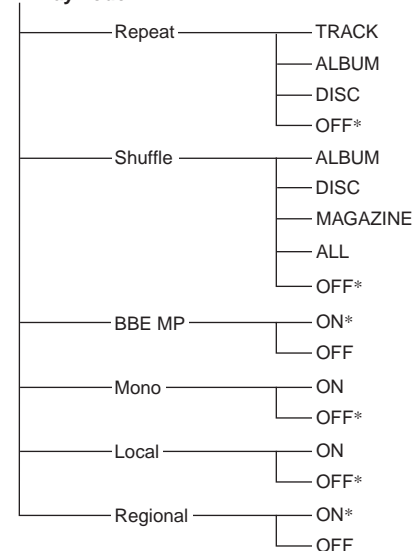 Repeat TRACK
ALBUM
DISC
OFF*
Shuffle ALBUM
DISC
MAGAZINE
ALL
OFF*
BBE MP ON*
OFF
Mono ON
OFF*
Local ON
OFF*
Regional ON*
OFF